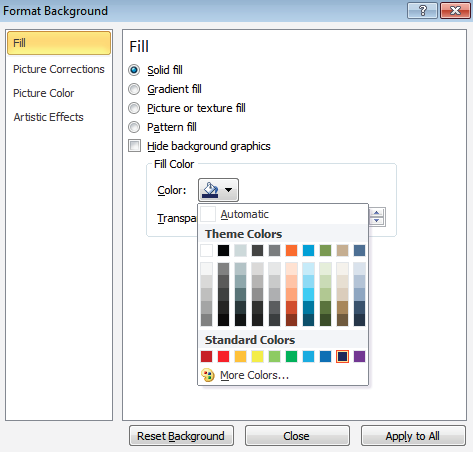 Format Background
Fill
Picture Corrections
Picture Color
Artistic Effects
Fill
Solid fill
Gradient fill
Picture or texture fill
Pattern fill
Hide background graphics
Fill Color
Color:
Transpa
Automatic
Theme Colors
Standard Colors
More Colors...
Reset Background
Close
Apply to All